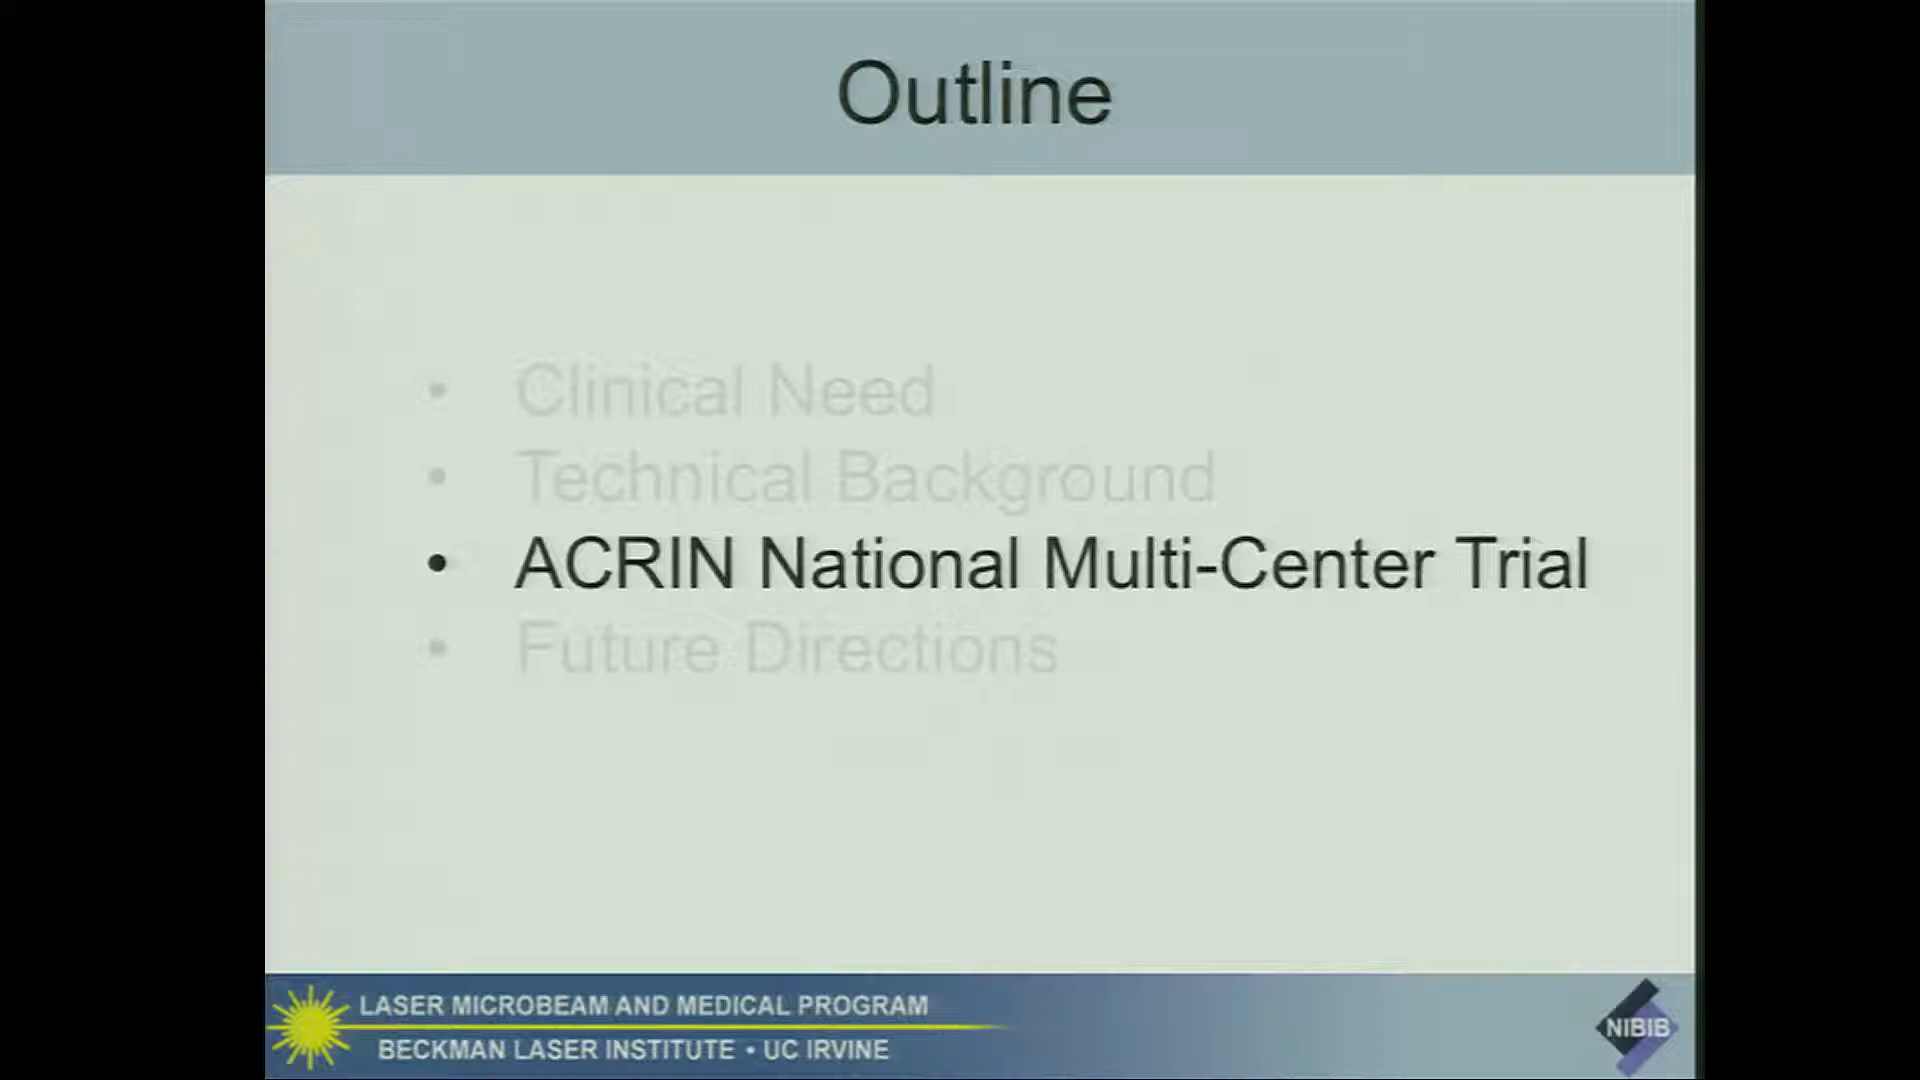 Outline
• Clinical Need
• Technical Background
• ACRIN National Multi-Center Trial
• Future Directions
LASER MICROBEAM AND MEDICAL PROGRAM
BECKMAN LASER INSTITUTE • UC IRVINE
NIBIB